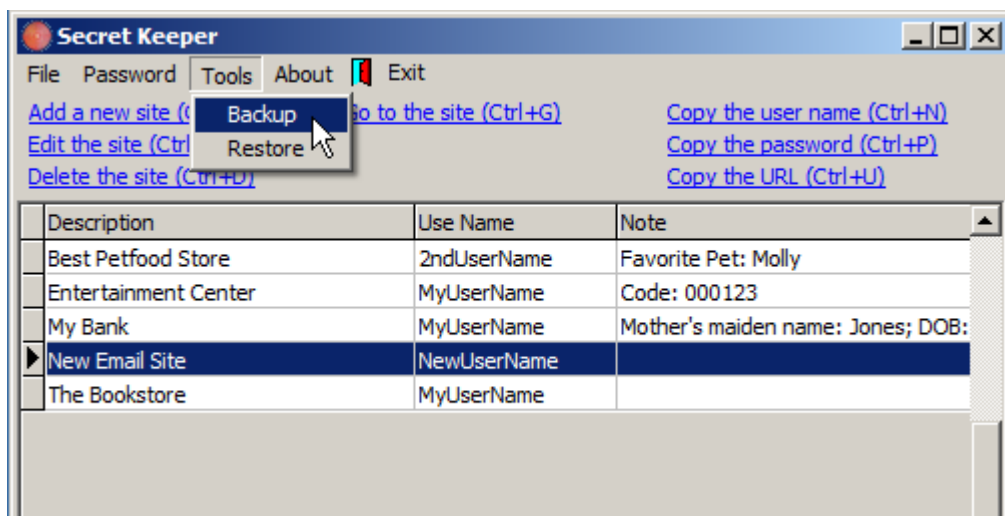 Secret Keeper
File Password Tools About Exit
Add a new site ( Backup o to the site (Ctrl+G) Copy the user name (Ctrl+N)
Edit the site (Ctrl Restore Copy the password (Ctrl+P)
Delete the site (Ctrl+D) Copy the URL (Ctrl+U)
Description Use Name Note
Best Petfood Store 2ndUserName Favorite Pet: Molly
Entertainment Center MyUserName Code: 000123
My Bank MyUserName Mother's maiden name: Jones; DOB:
New Email Site NewUserName
The Bookstore MyUserName